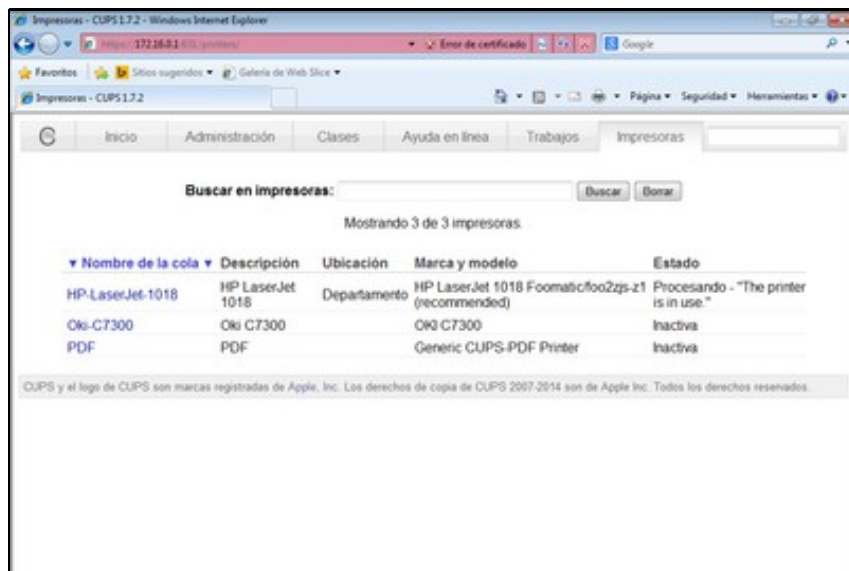 Impresoras - CUPS 1.7.2 - Windows Internet Explorer
172.16.0.1 Error de certificado Google
Favoritos Sitios sugeridos Galería de Web Slice
Impresoras - CUPS 1.7.2 Página Seguridad Herramientas
Inicio Administración Clases Ayuda en línea Trabajos Impresoras
Buscar en impresoras: Buscar Borrar
Mostrando 3 de 3 impresoras.
▼ Nombre de la cola ▼ Descripción Ubicación Marca y modelo Estado
HP-LaserJet-1018 HP LaserJet 1018 Departamento HP LaserJet 1018 Foomatic/foo2zjs-z1 (recommended) Procesando - "The printer is in use."
Oki-C7300 Oki C7300 OKI C7300 Inactiva
PDF PDF Generic CUPS-PDF Printer Inactiva
CUPS y el logo de CUPS son marcas registradas de Apple, Inc. Los derechos de copia de CUPS 2007-2014 son de Apple Inc. Todos los derechos reservados.